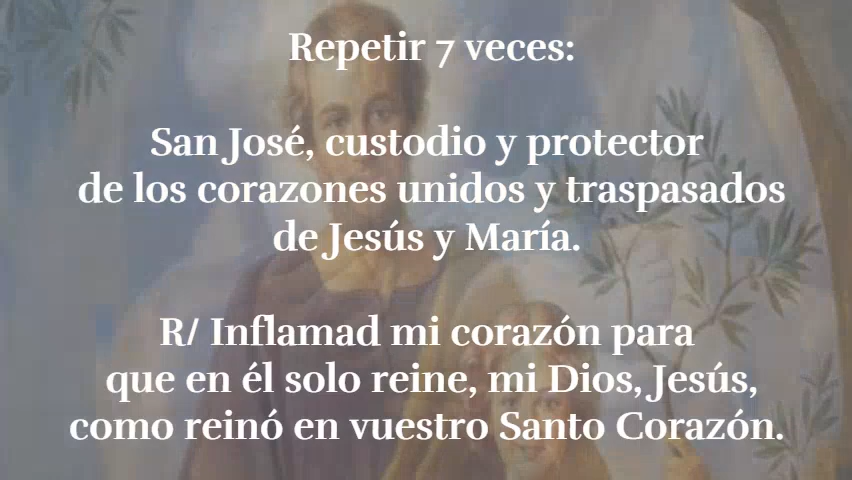 Repetir 7 veces:
San José, custodio y protector
de los corazones unidos y traspasados
de Jesús y María.
R/ Inflamad mi corazón para
que en él solo reine, mi Dios, Jesús,
como reinó en vuestro Santo Corazón.